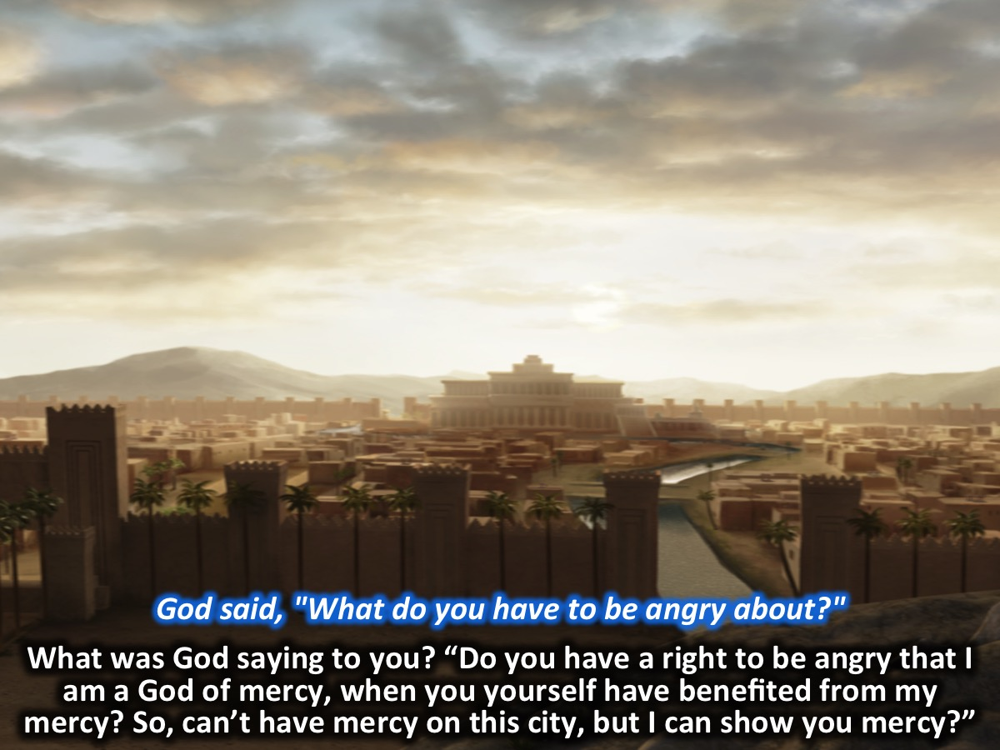 God said, "What do you have to be angry about?"
What was God saying to you? “Do you have a right to be angry that I
am a God of mercy, when you yourself have benefited from my
mercy? So, can’t have mercy on this city, but I can show you mercy?”